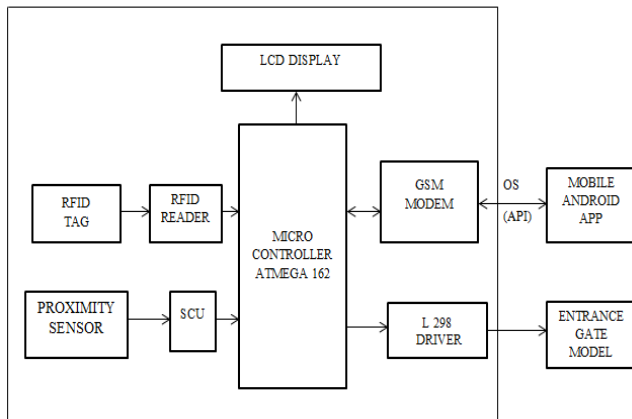 LCD DISPLAY
RFID
TAG
RFID
READER
MICRO
CONTROLLER
ATMEGA 162
GSM
MODEM
OS
(API)
MOBILE
ANDROID
APP
PROXIMITY
SENSOR
SCU
L 298
DRIVER
ENTRANCE
GATE
MODEL